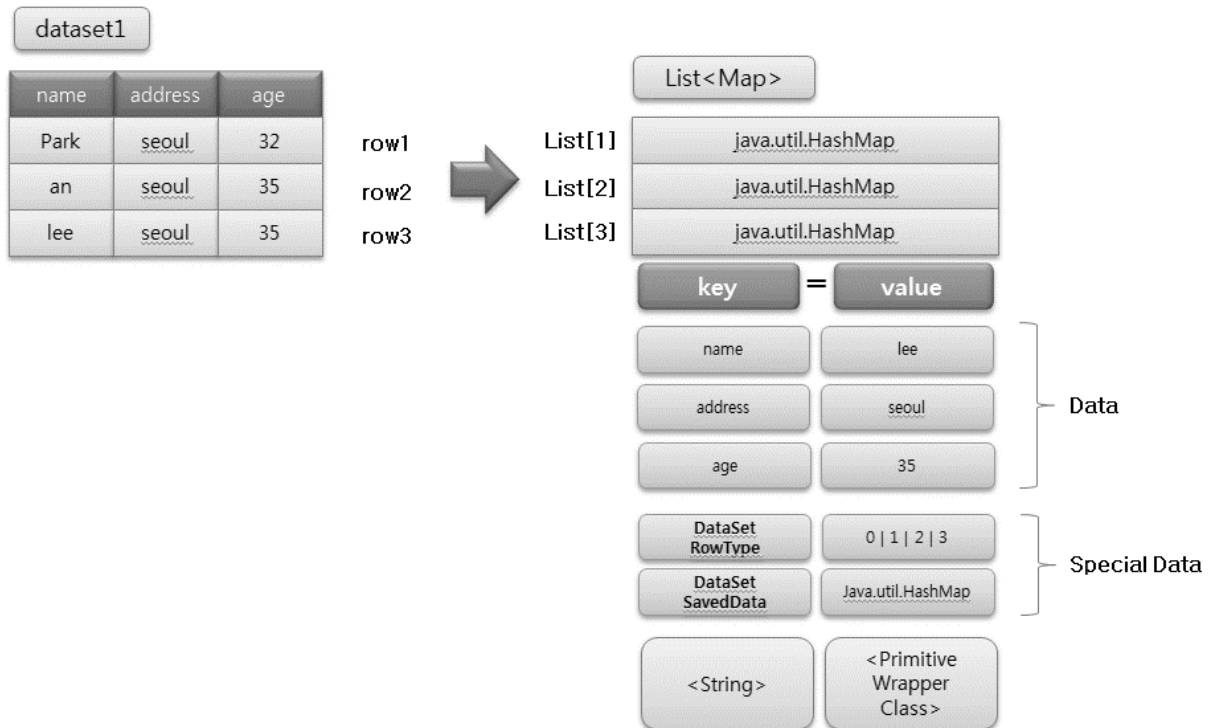 dataset1
name address age
Park seoul 32
an seoul 35
lee seoul 35
row1
row2
row3
List<Map>
List[1] java.util.HashMap
List[2] java.util.HashMap
List[3] java.util.HashMap
key = value
name lee
address seoul
age 35
Data
DataSet
RowType
0 | 1 | 2 | 3
DataSet
SavedData
Java.util.HashMap
Special Data
<String>
<Primitive
Wrapper
Class>